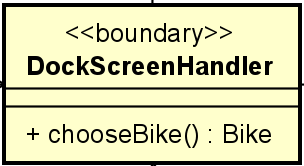 <<boundary>>
DockScreenHandler
+ chooseBike() : Bike